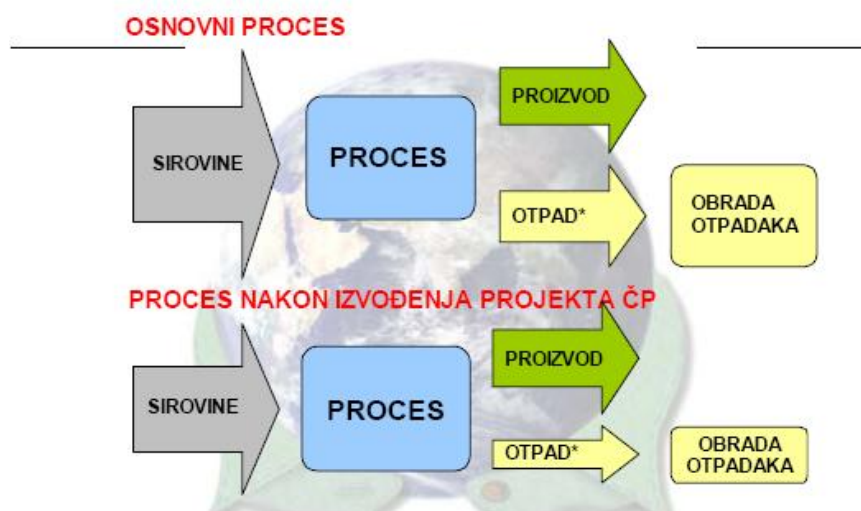 OSNOVNI PROCES
SIROVINE
PROCES
PROIZVOD
OTPAD*
OBRADA
OTPADAKA
PROCES NAKON IZVOĐENJA PROJEKTA ČP
SIROVINE
PROCES
PROIZVOD
OTPAD*
OBRADA
OTPADAKA